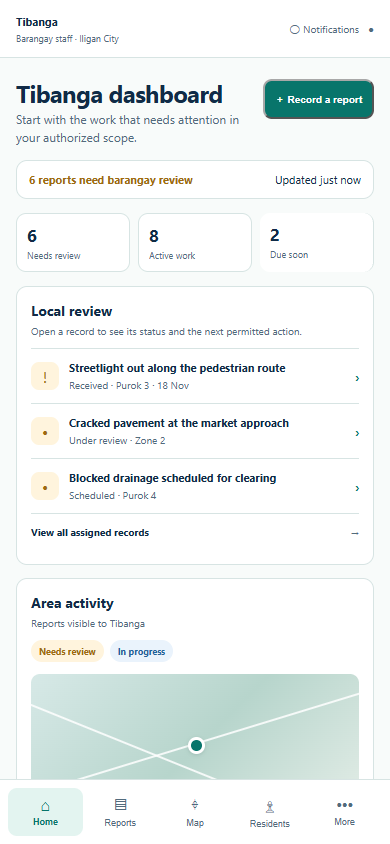 Tibanga
Barangay staff · Iligan City
Notifications
Tibanga dashboard
Start with the work that needs attention in
your authorized scope.
+ Record a report
6 reports need barangay review
Updated just now
6
Needs review
8
Active work
2
Due soon
Local review
Open a record to see its status and the next permitted action.
!
Streetlight out along the pedestrian route
Received · Purok 3 · 18 Nov
›
Cracked pavement at the market approach
Under review · Zone 2
›
Blocked drainage scheduled for clearing
Scheduled · Purok 4
›
View all assigned records →
Area activity
Reports visible to Tibanga
Needs review
In progress
Home
Reports
Map
Residents
More